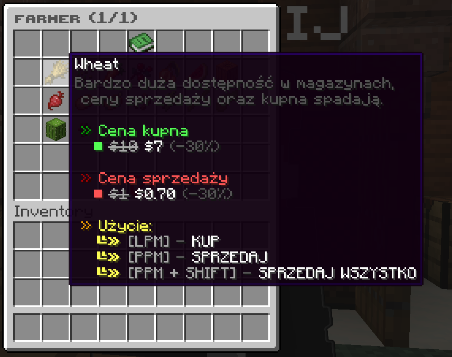 FARMER (1/1)
IJ
Wheat
Bardzo duża dostępność w magazynach,
ceny sprzedaży oraz kupna spadają.
» Cena kupna
■ $10 $7 (-30%)
» Cena sprzedaży
■ $1 $0.70 (-30%)
Inventory
» Użycie:
[LPM] - KUP
[PPM] - SPRZEDAJ
[PPM + SHIFT] - SPRZEDAJ WSZYSTKO